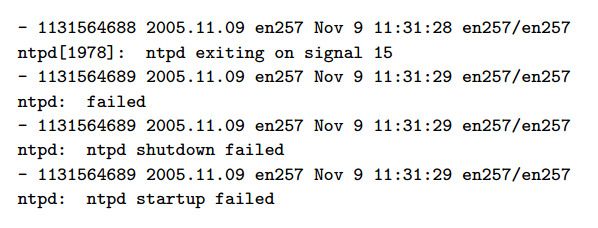 - 1131564688 2005.11.09 en257 Nov 9 11:31:28 en257/en257
ntpd[1978]: ntpd exiting on signal 15
- 1131564689 2005.11.09 en257 Nov 9 11:31:29 en257/en257
ntpd: failed
- 1131564689 2005.11.09 en257 Nov 9 11:31:29 en257/en257
ntpd: ntpd shutdown failed
- 1131564689 2005.11.09 en257 Nov 9 11:31:29 en257/en257
ntpd: ntpd startup failed